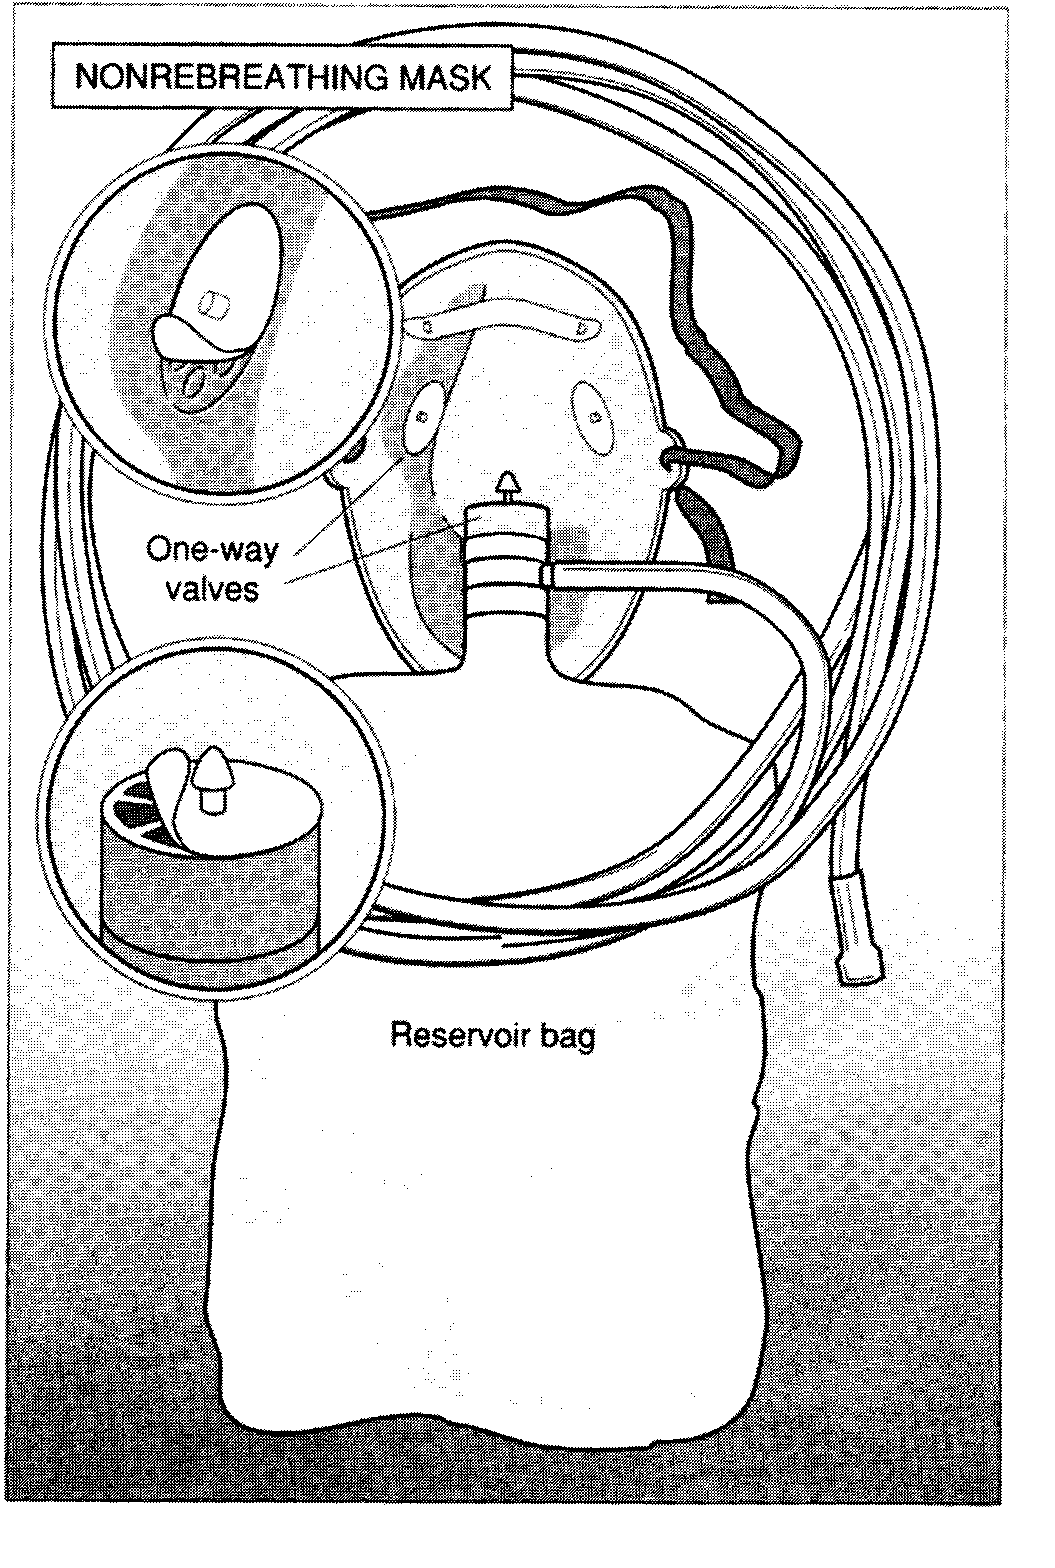 NONREBREATHING MASK
One-way
valves
Reservoir bag